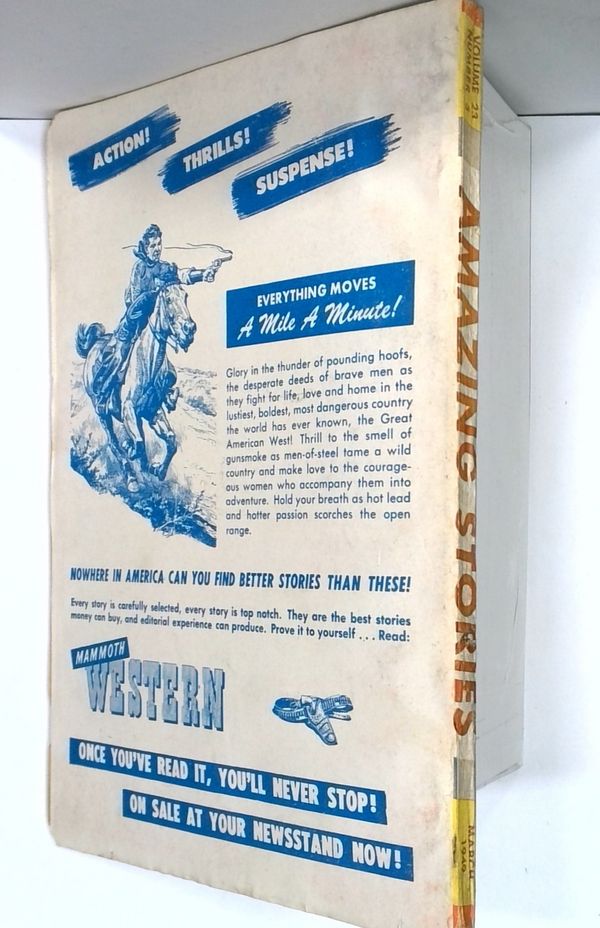 ACTION!
THRILLS!
SUSPENSE!
EVERYTHING MOVES
A Mile A Minute!
Glory in the thunder of pounding hoofs,
the desperate deeds of brave men as
they fight for life, love and home in the
lustiest, boldest, most dangerous country
the world has ever known, the Great
American West! Thrill to the smell of
gunsmoke as men-of-steel tame a wild
country and make love to the courage-
ous women who accompany them into
adventure. Hold your breath as hot lead
and hotter passion scorches the open
range.
NOWHERE IN AMERICA CAN YOU FIND BETTER STORIES THAN THESE!
Every story is carefully selected, every story is top notch. They are the best stories
money can buy, and editorial experience can produce. Prove it to yourself . . . Read:
MAMMOTH
WESTERN
ONCE YOU'VE READ IT, YOU'LL NEVER STOP!
ON SALE AT YOUR NEWSSTAND NOW!
VOLUME 23
NUMBER 3
AMAZING STORIES
MARCH
1949